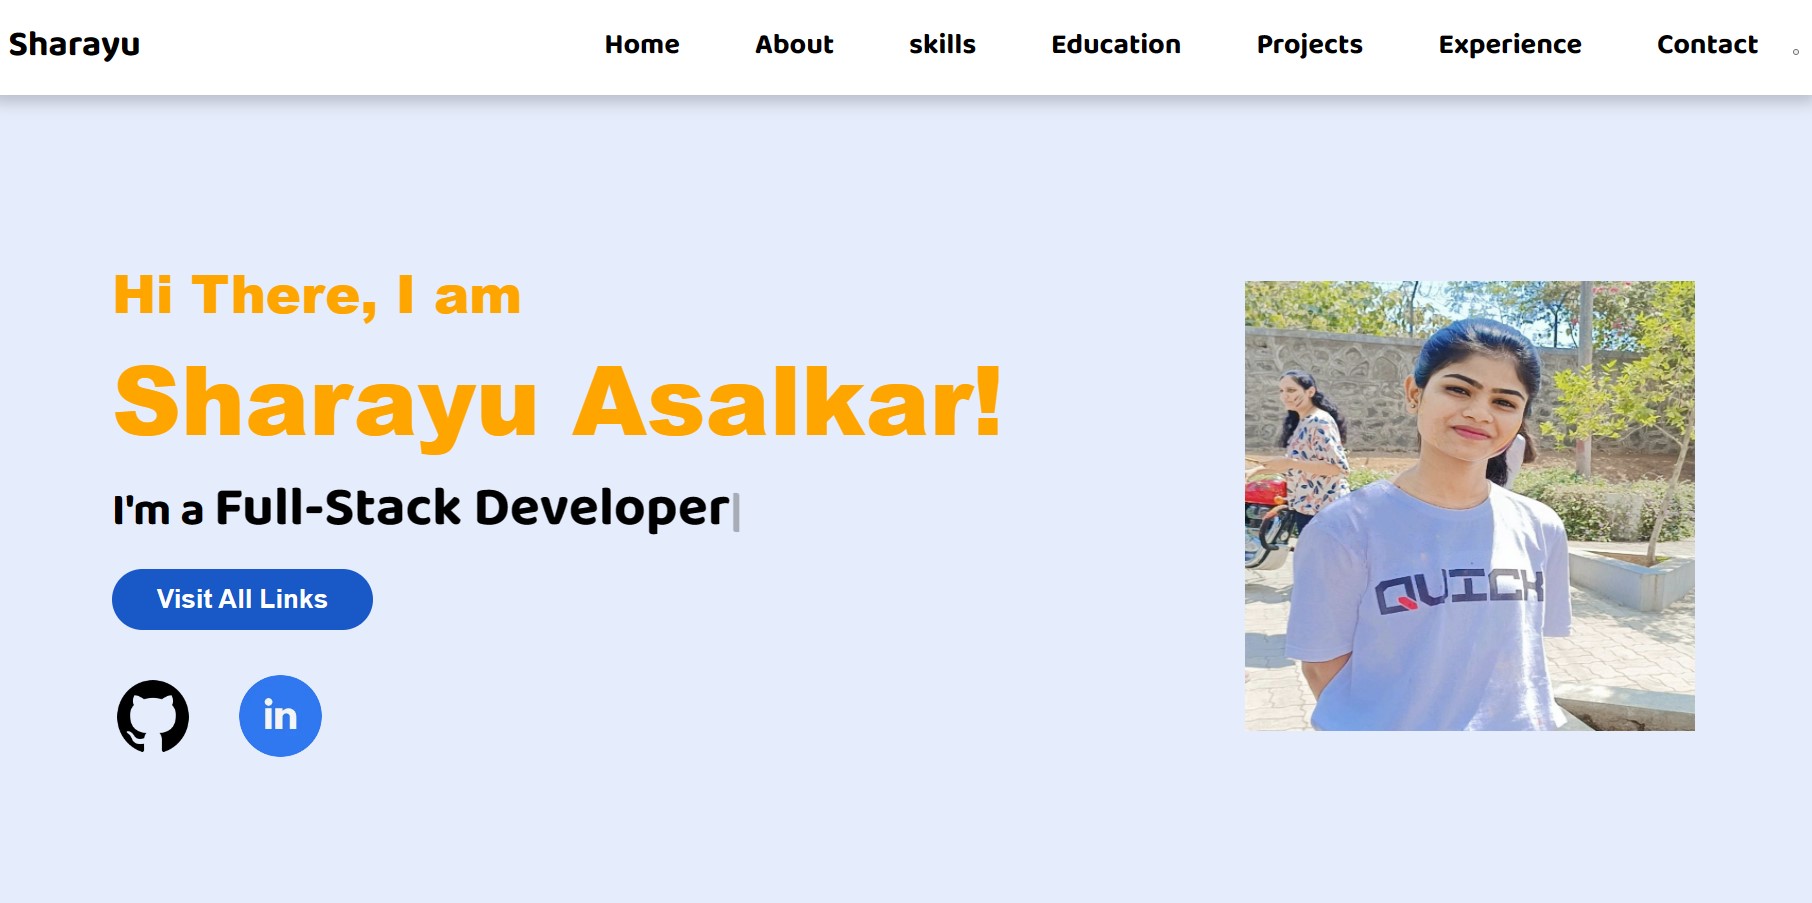 Sharayu
Home About skills Education Projects Experience Contact
Hi There, I am
Sharayu Asalkar!
I'm a Full-Stack Developer|
Visit All Links
in
QUICK